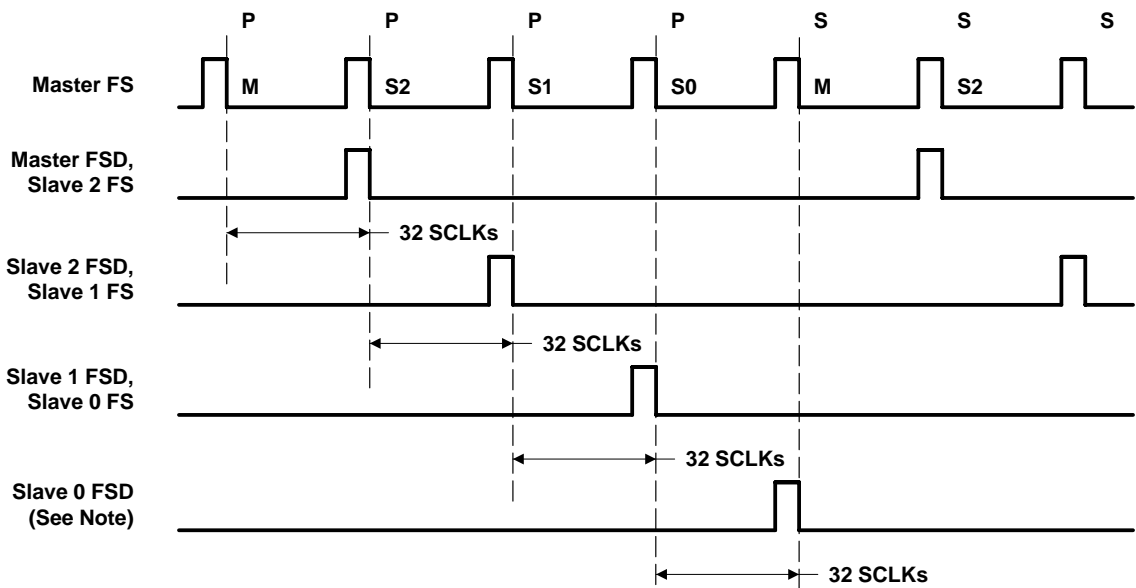 P P P P S S S
Master FS
M S2 S1 S0 M S2
Master FSD,
Slave 2 FS
32 SCLKs
Slave 2 FSD,
Slave 1 FS
32 SCLKs
Slave 1 FSD,
Slave 0 FS
32 SCLKs
Slave 0 FSD
(See Note)
32 SCLKs